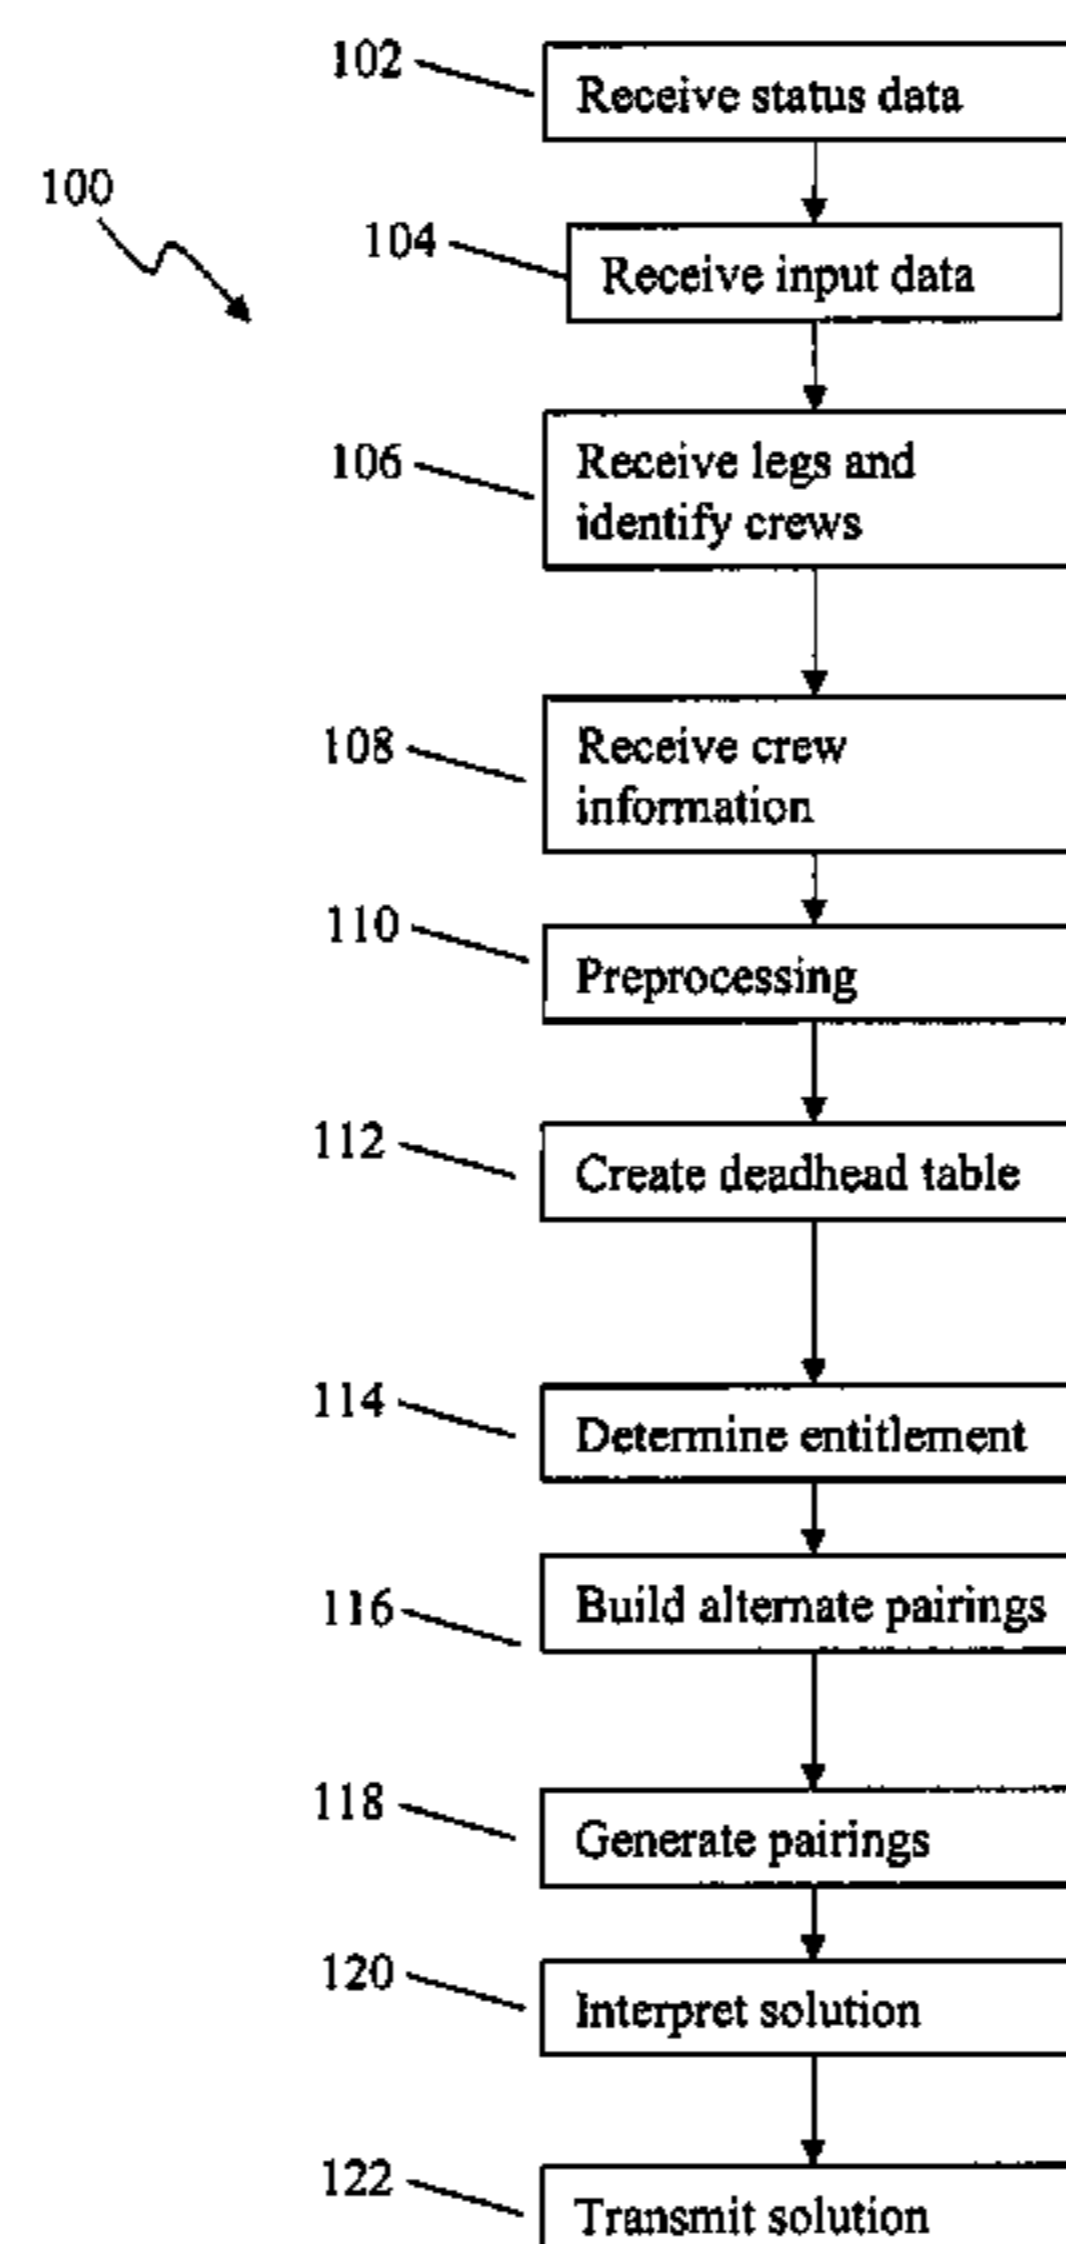 102
Receive status data
100
104
Receive input data
106
Receive legs and
identify crews
108
Receive crew
information
110
Preprocessing
112
Create deadhead table
114
Determine entitlement
116
Build alternate pairings
118
Generate pairings
120
Interpret solution
122
Transmit solution